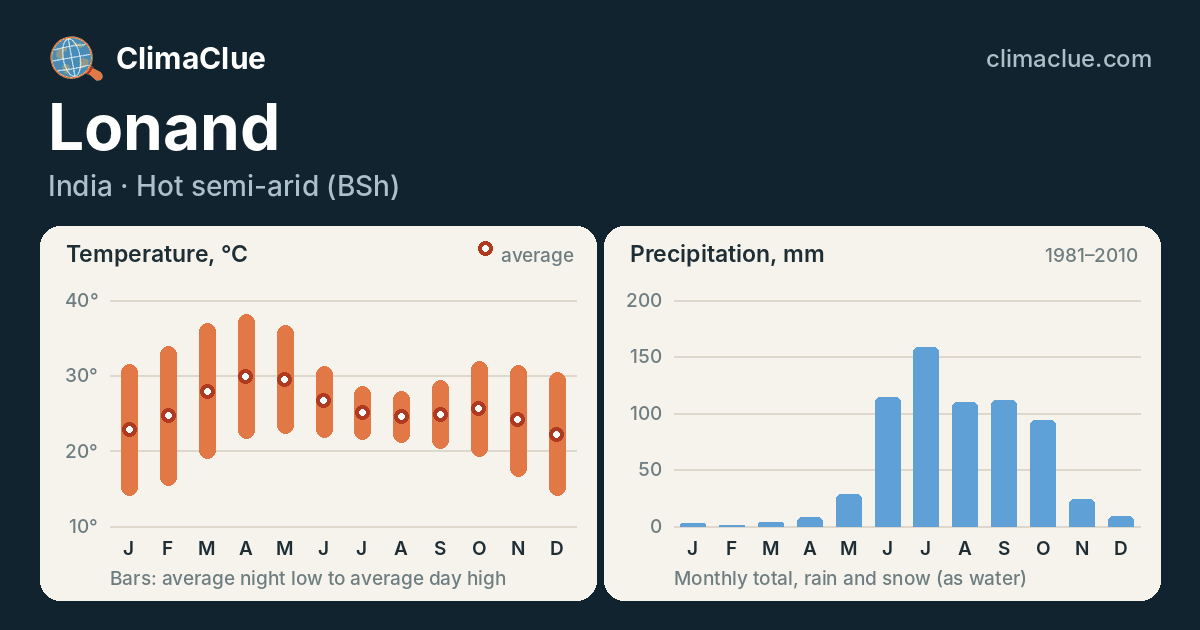 ClimaClue
climaclue.com
Lonand
India · Hot semi-arid (BSh)
Temperature, °C
average
40°
30°
20°
10°
J F M A M J J A S O N D
Bars: average night low to average day high
Precipitation, mm
1981–2010
200
150
100
50
0
J F M A M J J A S O N D
Monthly total, rain and snow (as water)